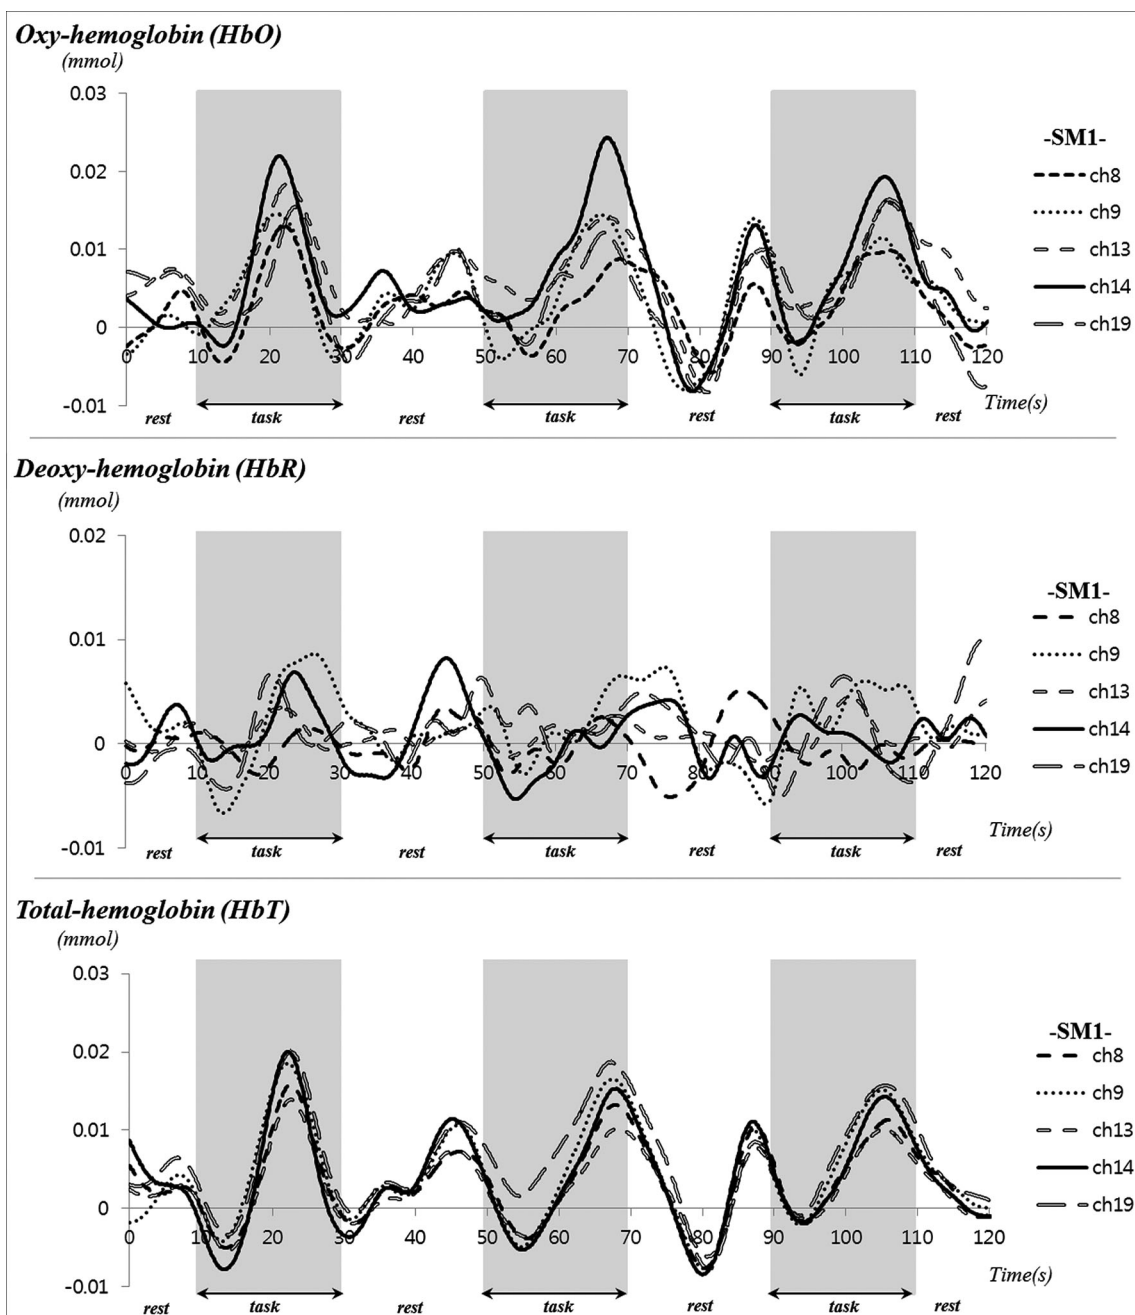 Oxy-hemoglobin (HbO)
(mmol)
0.03
0.02
0.01
0
-0.01
0 10 20 30 40 50 60 70 80 90 100 110 120
rest task rest task rest task rest
Time(s)
-SM1-
ch8
ch9
ch13
ch14
ch19
Deoxy-hemoglobin (HbR)
(mmol)
0.02
0.01
0
-0.01
0 10 20 30 40 50 60 70 80 90 100 110 120
Time(s)
rest task rest task rest task rest
-SM1-
ch8
ch9
ch13
ch14
ch19
Total-hemoglobin (HbT)
(mmol)
0.03
0.02
0.01
0
-0.01
0 10 20 30 40 50 60 70 80 90 100 110 120
Time(s)
rest task rest task rest task rest
-SM1-
ch8
ch9
ch13
ch14
ch19